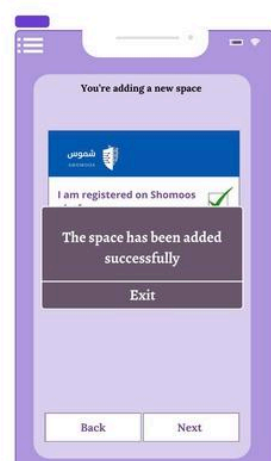 You're adding a new space
شموس
SHOMOOS
I am registered on Shomoos
The space has been added
successfully
Exit
Back
Next